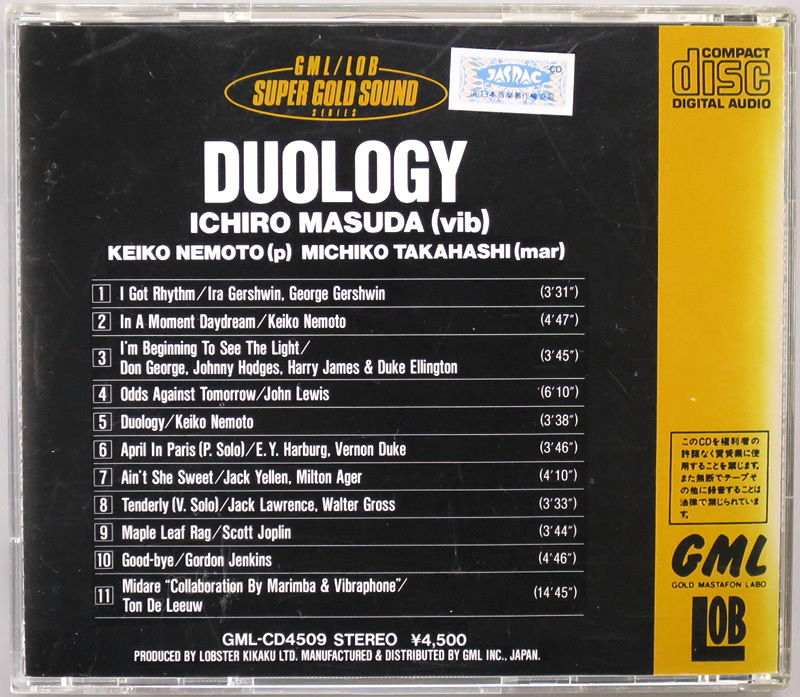 GML/LOB
SUPER GOLD SOUND
SERIES
JASRAC CD
COMPACT
disc
DIGITAL AUDIO
DUOLOGY
ICHIRO MASUDA (vib)
KEIKO NEMOTO (p) MICHIKO TAKAHASHI (mar)
1 I Got Rhythm/Ira Gershwin, George Gershwin (3'31")
2 In A Moment Daydream/Keiko Nemoto (4'47")
3 I'm Beginning To See The Light/
Don George, Johnny Hodges, Harry James & Duke Ellington (3'45")
4 Odds Against Tomorrow/John Lewis (6'10")
5 Duology/Keiko Nemoto (3'38")
6 April In Paris (P. Solo)/E. Y. Harburg, Vernon Duke (3'46")
7 Ain't She Sweet/Jack Yellen, Milton Ager (4'10")
8 Tenderly (V. Solo)/Jack Lawrence, Walter Gross (3'33")
9 Maple Leaf Rag/Scott Joplin (3'44")
10 Good-bye/Gordon Jenkins (4'46")
11 Midare "Collaboration By Marimba & Vibraphone"/
Ton De Leeuw (14'45")
GML-CD4509 STEREO ¥4,500
PRODUCED BY LOBSTER KIKAKU LTD. MANUFACTURED & DISTRIBUTED BY GML INC., JAPAN.
このCDを権利者の
許諾なく賃貸業に使
用することを禁じます。
また無断でテープそ
の他に録音することは
法律で禁じられていま
す。
GML
GOLD MASTAFON LABO
LOB